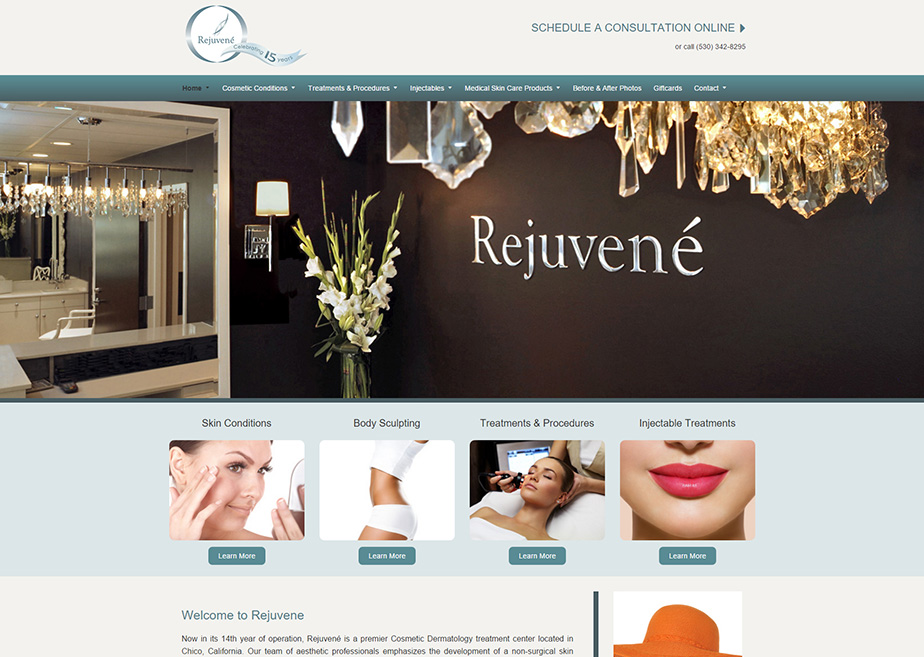 Rejuvené
Celebrating 15 years
SCHEDULE A CONSULTATION ONLINE
or call (530) 342-8295
Home Cosmetic Conditions Treatments & Procedures Injectables Medical Skin Care Products Before & After Photos Giftcards Contact
Rejuvené
Skin Conditions Body Sculpting Treatments & Procedures Injectable Treatments
Learn More Learn More Learn More Learn More
Welcome to Rejuvene
Now in its 14th year of operation, Rejuvené is a premier Cosmetic Dermatology treatment center located in
Chico, California. Our team of aesthetic professionals emphasizes the development of a non-surgical skin